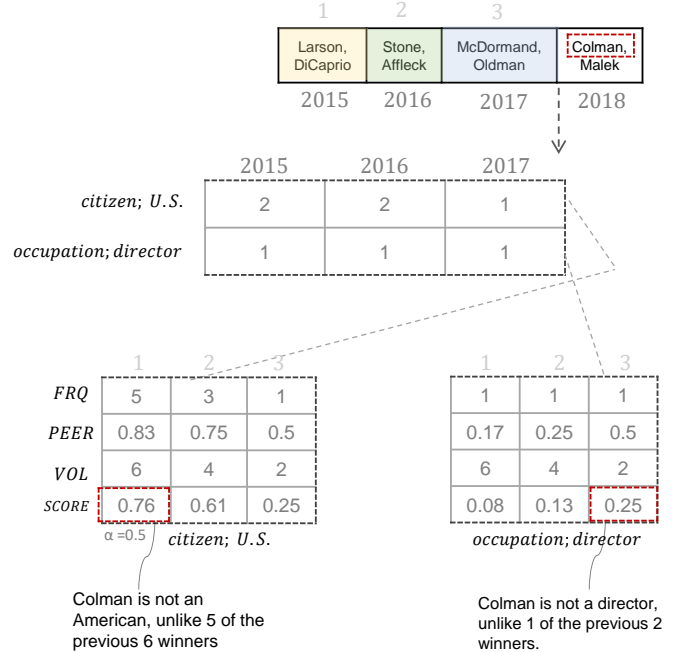 1 2 3
Larson, Stone, McDormand, Colman,
DiCaprio Affleck Oldman Malek
2015 2016 2017 2018
2015 2016 2017
citizen; U.S. 2 2 1
occupation; director 1 1 1
1 2 3 1 2 3
FRQ 5 3 1 1 1 1
PEER 0.83 0.75 0.5 0.17 0.25 0.5
VOL 6 4 2 6 4 2
SCORE 0.76 0.61 0.25 0.08 0.13 0.25
α =0.5 citizen; U.S. occupation; director
Colman is not an
American, unlike 5 of the
previous 6 winners
Colman is not a director,
unlike 1 of the previous 2
winners.